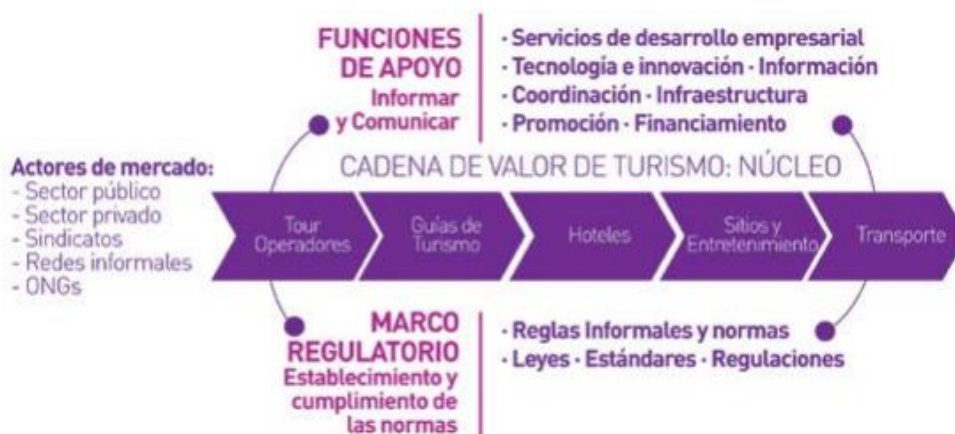 FUNCIONES
DE APOYO
Informar
y Comunicar
· Servicios de desarrollo empresarial
· Tecnología e innovación · Información
· Coordinación · Infraestructura
· Promoción · Financiamiento
Actores de mercado:
- Sector público
- Sector privado
- Sindicatos
- Redes informales
- ONGs
CADENA DE VALOR DE TURISMO: NÚCLEO
Tour
Operadores
Guías de
Turismo
Hoteles
Sitios y
Entretenimiento
Transporte
MARCO
REGULATORIO
Establecimiento y
cumplimiento de
las normas
· Reglas Informales y normas
· Leyes · Estándares · Regulaciones